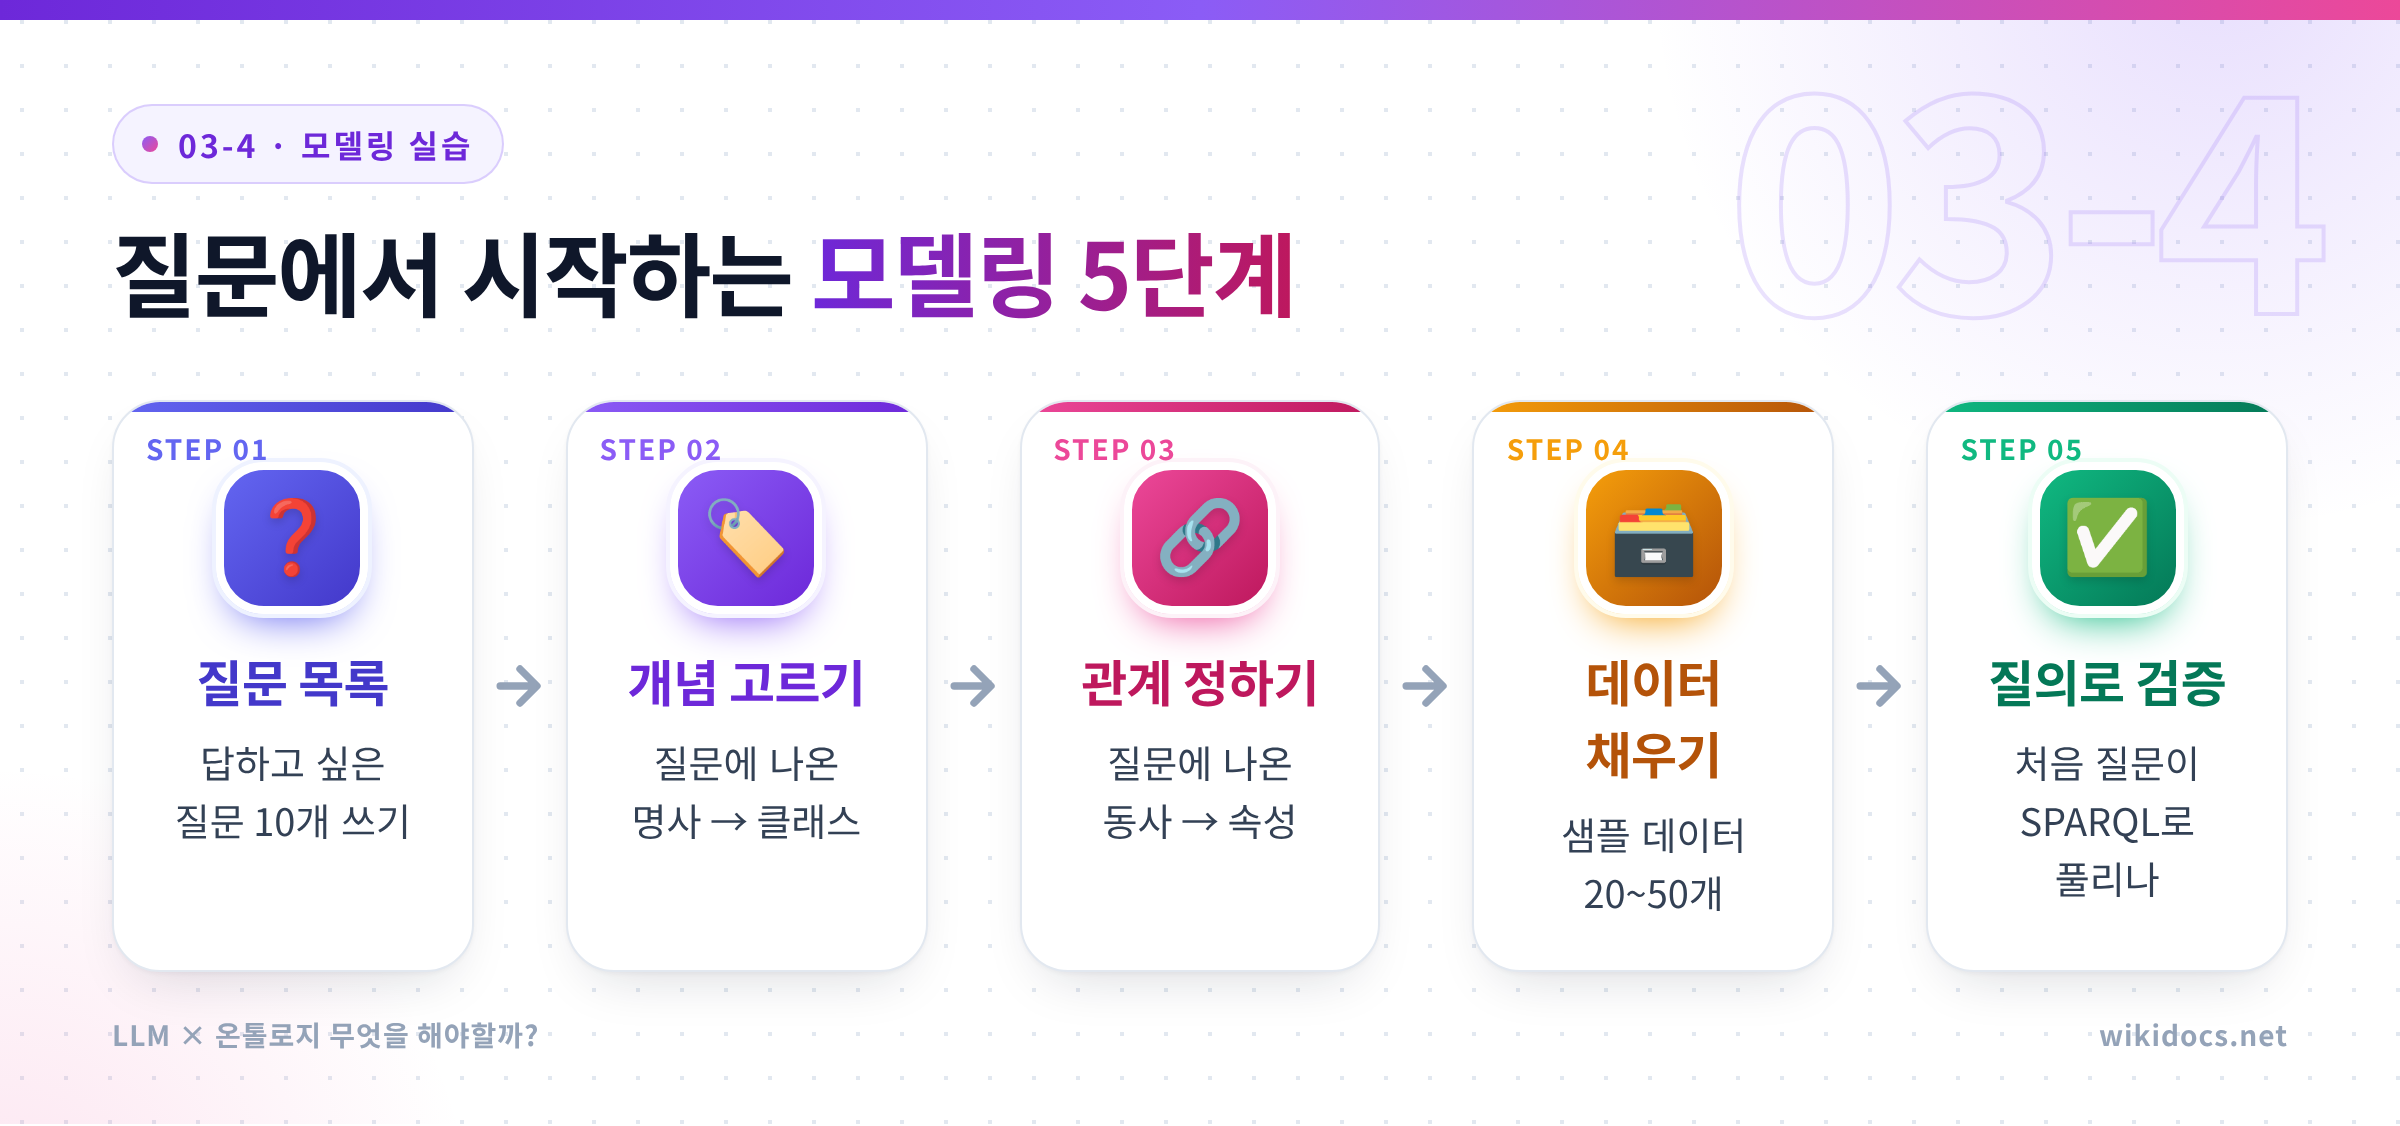 03-4 · 모델링 실습
03-4
질문에서 시작하는 모델링 5단계
STEP 01
질문 목록
답하고 싶은
질문 10개 쓰기
STEP 02
개념 고르기
질문에 나온
명사 → 클래스
STEP 03
관계 정하기
질문에 나온
동사 → 속성
STEP 04
데이터
채우기
샘플 데이터
20~50개
STEP 05
질의로 검증
처음 질문이
SPARQL로
풀리나
LLM × 온톨로지 무엇을 해야할까?
wikidocs.net